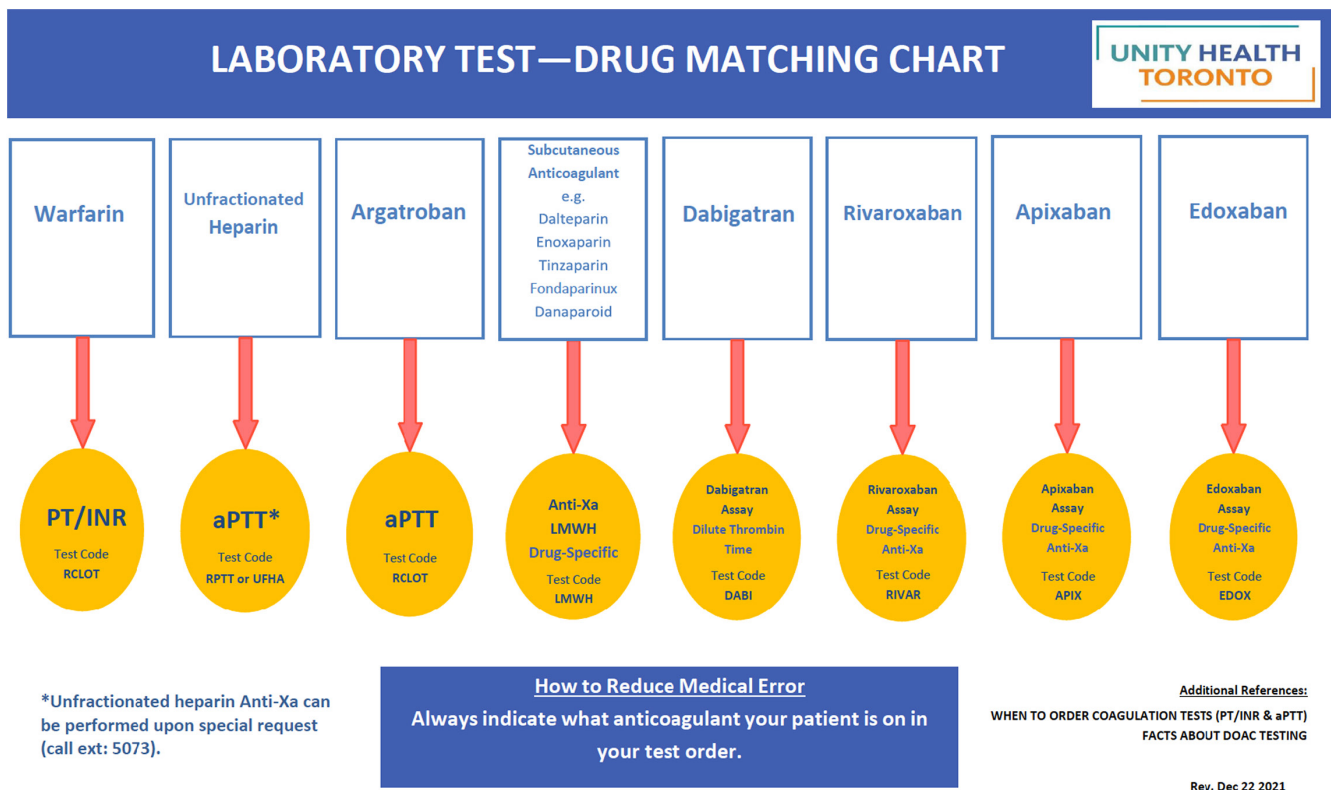 LABORATORY TEST—DRUG MATCHING CHART
UNITY HEALTH
TORONTO
Warfarin
Unfractionated
Heparin
Argatroban
Subcutaneous
Anticoagulant
e.g.
Dalteparin
Enoxaparin
Tinzaparin
Fondaparinux
Danaparoid
Dabigatran
Rivaroxaban
Apixaban
Edoxaban
PT/INR
Test Code
RCLOT
aPTT*
Test Code
RPTT or UFHA
aPTT
Test Code
RCLOT
Anti-Xa
LMWH
Drug-Specific
Test Code
LMWH
Dabigatran
Assay
Dilute Thrombin
Time
Test Code
DABI
Rivaroxaban
Assay
Drug-Specific
Anti-Xa
Test Code
RIVAR
Apixaban
Assay
Drug-Specific
Anti-Xa
Test Code
APIX
Edoxaban
Assay
Drug-Specific
Anti-Xa
Test Code
EDOX
*Unfractionated heparin Anti-Xa can
be performed upon special request
(call ext: 5073).
How to Reduce Medical Error
Always indicate what anticoagulant your patient is on in
your test order.
Additional References:
WHEN TO ORDER COAGULATION TESTS (PT/INR & aPTT)
FACTS ABOUT DOAC TESTING
Rev. Dec 22 2021